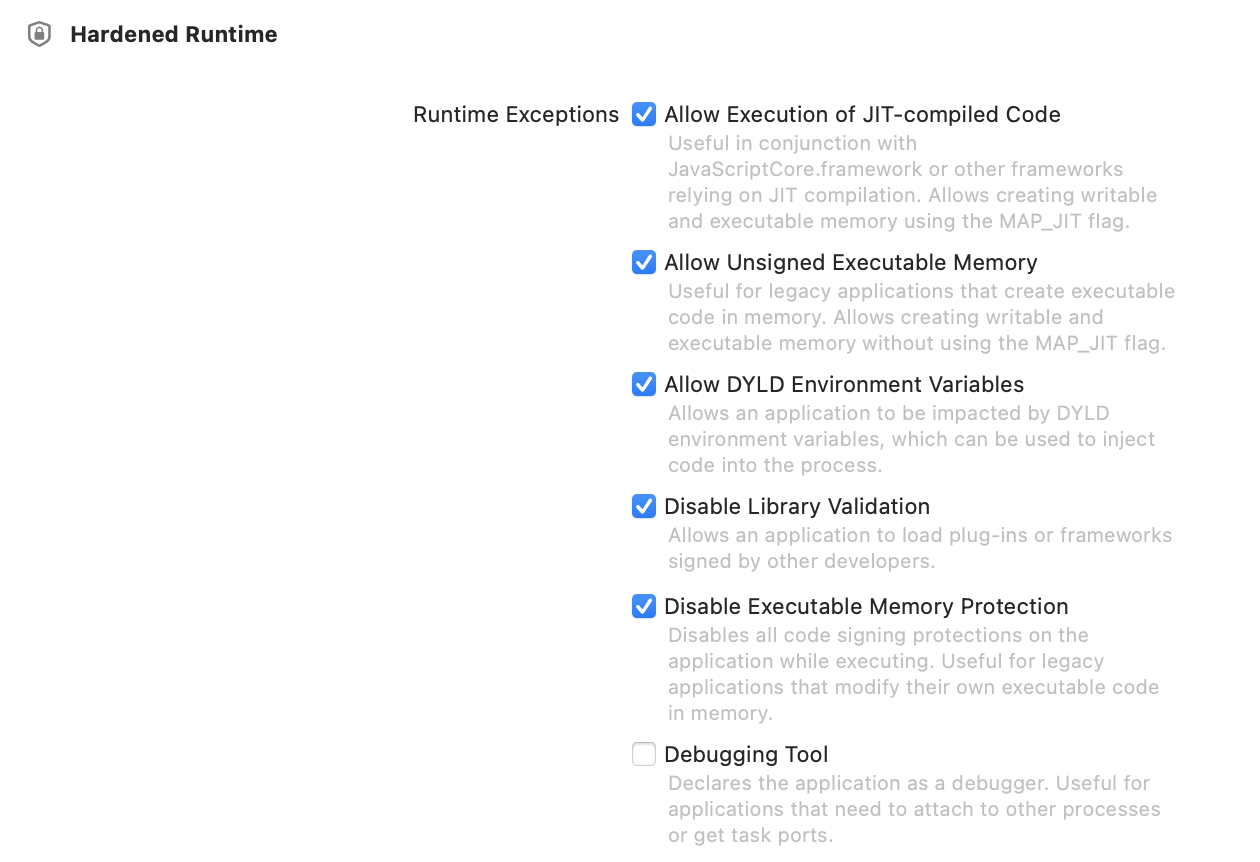 Hardened Runtime
Runtime Exceptions Allow Execution of JIT-compiled Code
Useful in conjunction with
JavaScriptCore.framework or other frameworks
relying on JIT compilation. Allows creating writable
and executable memory using the MAP_JIT flag.
Allow Unsigned Executable Memory
Useful for legacy applications that create executable
code in memory. Allows creating writable and
executable memory without using the MAP_JIT flag.
Allow DYLD Environment Variables
Allows an application to be impacted by DYLD
environment variables, which can be used to inject
code into the process.
Disable Library Validation
Allows an application to load plug-ins or frameworks
signed by other developers.
Disable Executable Memory Protection
Disables all code signing protections on the
application while executing. Useful for legacy
applications that modify their own executable code
in memory.
Debugging Tool
Declares the application as a debugger. Useful for
applications that need to attach to other processes
or get task ports.